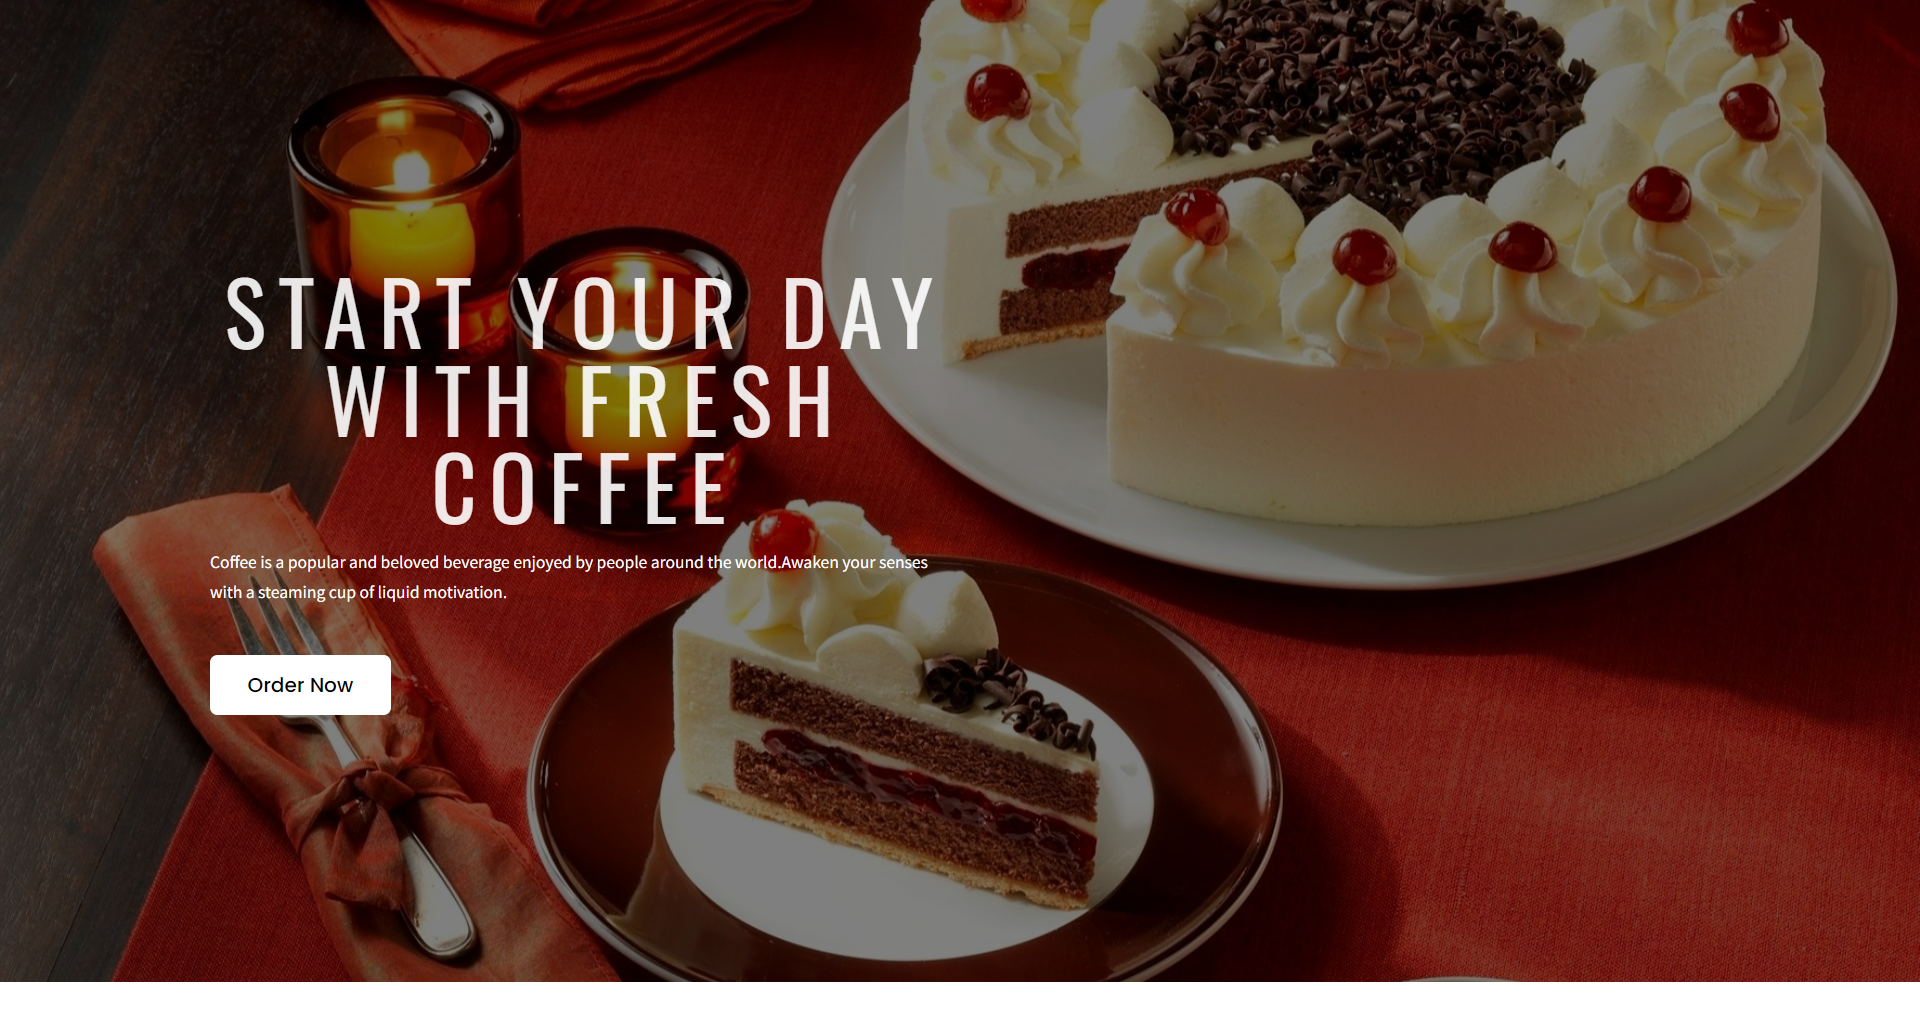 START YOUR DAY
WITH FRESH
COFFEE
Coffee is a popular and beloved beverage enjoyed by people around the world.Awaken your senses
with a steaming cup of liquid motivation.
Order Now